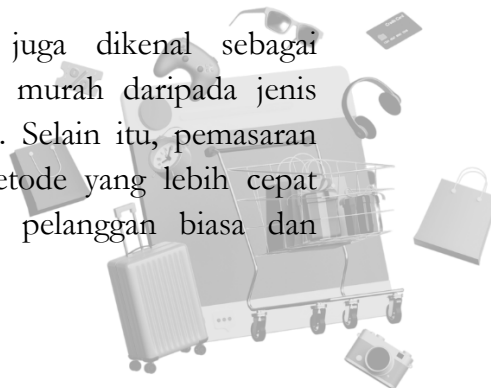 juga dikenal sebagai
murah daripada jenis
. Selain itu, pemasaran
etode yang lebih cepat
pelanggan biasa dan